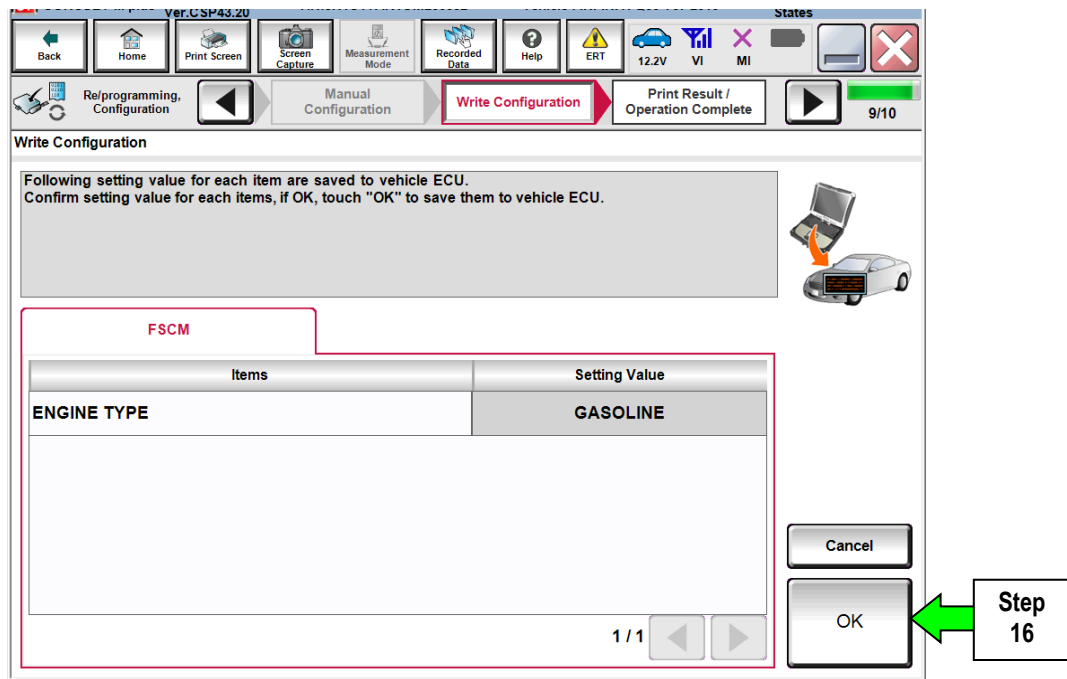 Ver.CSP43.20
States
Back
Home
Print Screen
Screen
Capture
Measurement
Mode
Recorded
Data
Help
ERT
12.2V
VI
MI
Re/programming,
Configuration
Manual
Configuration
Write Configuration
Print Result /
Operation Complete
9/10
Write Configuration
Following setting value for each item are saved to vehicle ECU.
Confirm setting value for each items, if OK, touch "OK" to save them to vehicle ECU.
FSCM
Items
Setting Value
ENGINE TYPE
GASOLINE
Cancel
OK
1 / 1
Step
16